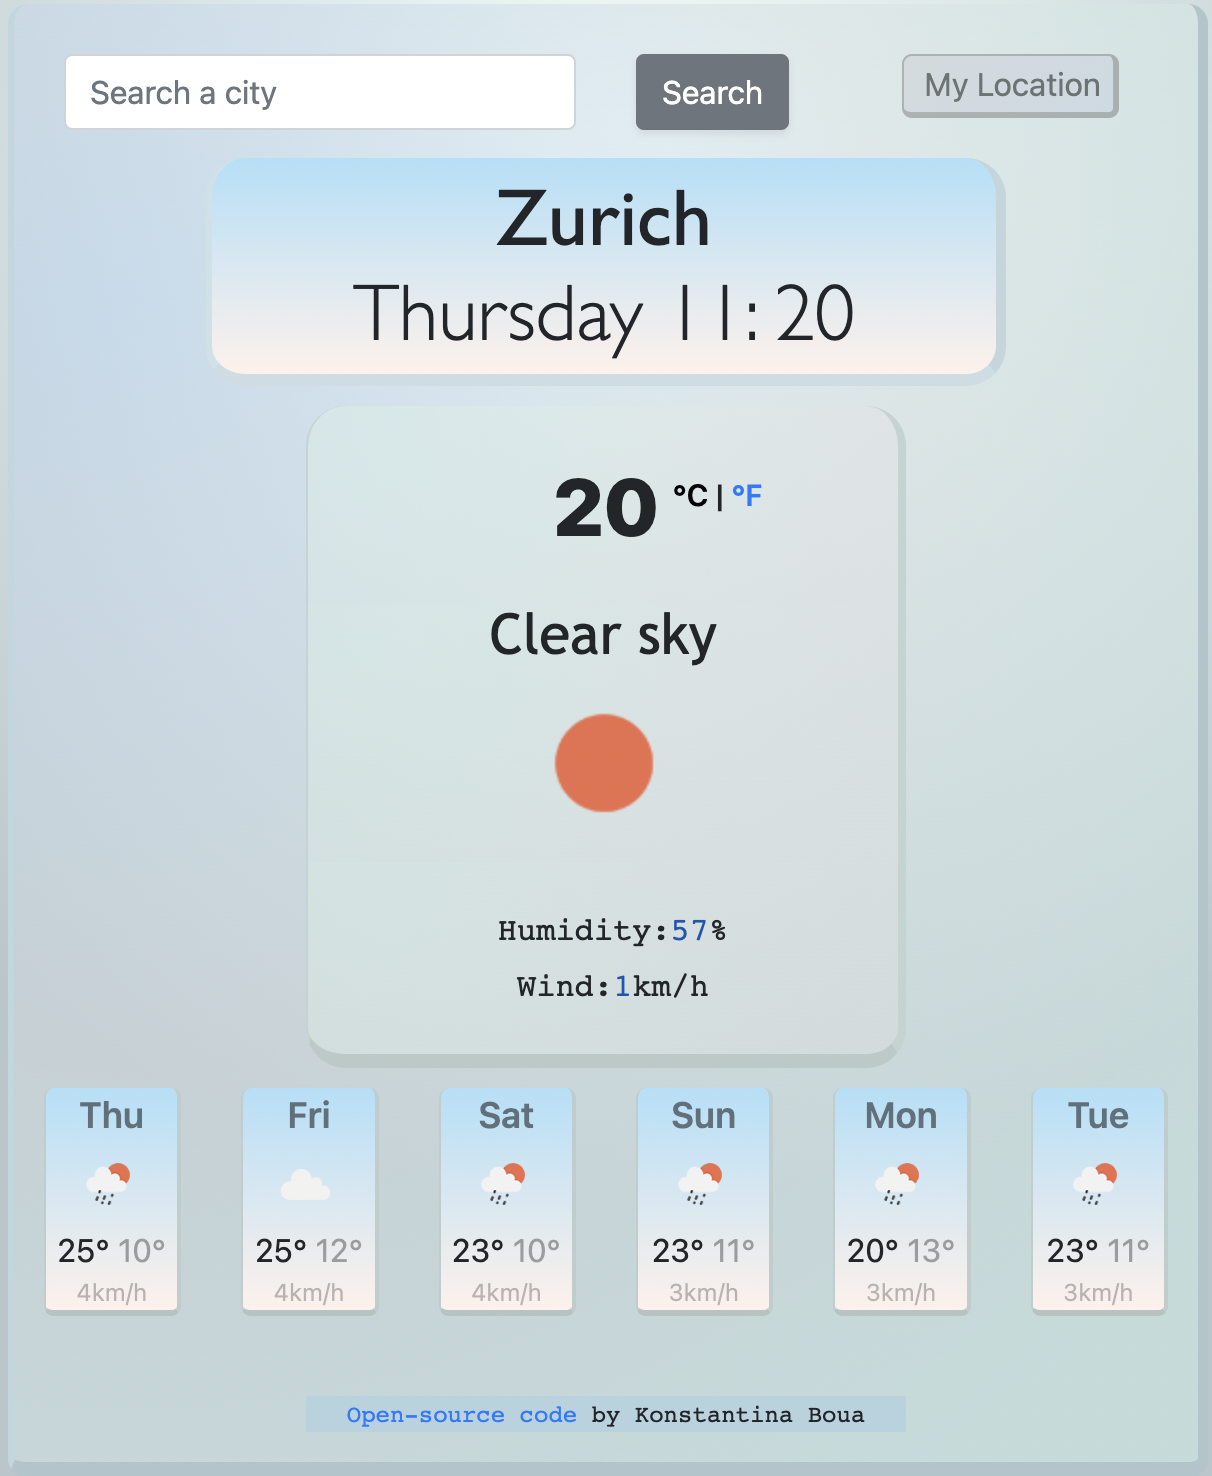 Search a city
Search
My Location
Zurich
Thursday 11:20
20 °C | °F
Clear sky
Humidity:57%
Wind:1km/h
Thu
25° 10°
4km/h
Fri
25° 12°
4km/h
Sat
23° 10°
4km/h
Sun
23° 11°
3km/h
Mon
20° 13°
3km/h
Tue
23° 11°
3km/h
Open-source code by Konstantina Boua